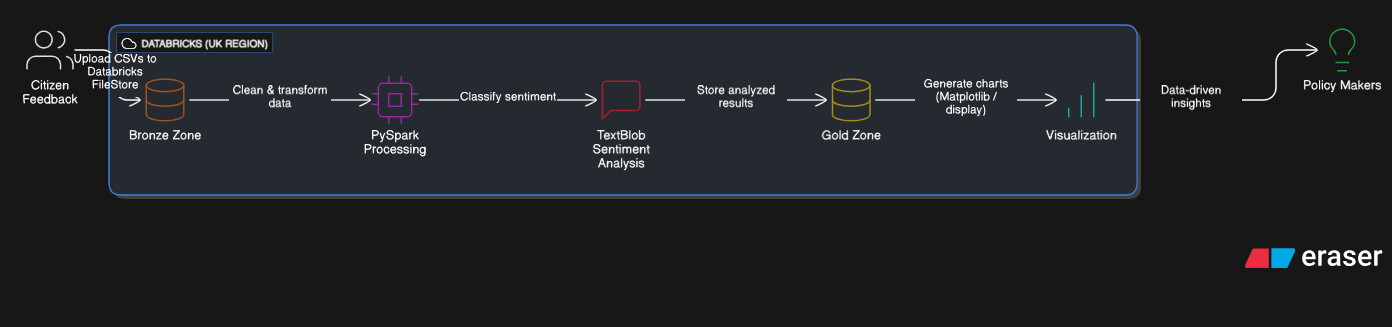 DATABRICKS (UK REGION)
Upload CSVs to
Databricks
FileStore
Citizen
Feedback
Bronze Zone
Clean & transform
data
PySpark
Processing
Classify sentiment
TextBlob
Sentiment
Analysis
Store analyzed
results
Gold Zone
Generate charts
(Matplotlib /
display)
Visualization
Data-driven
insights
Policy Makers
eraser